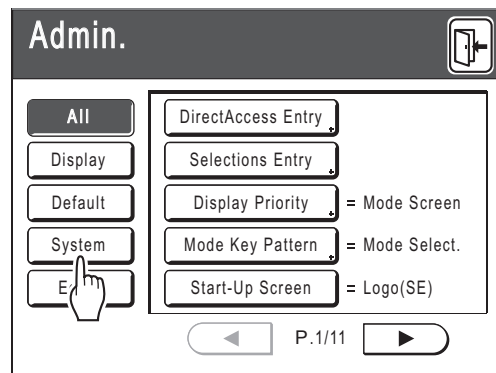 Admin.
All
DirectAccess Entry
Display
Selections Entry
Default
Display Priority = Mode Screen
System
Mode Key Pattern = Mode Select.
Start-Up Screen = Logo(SE)
P.1/11